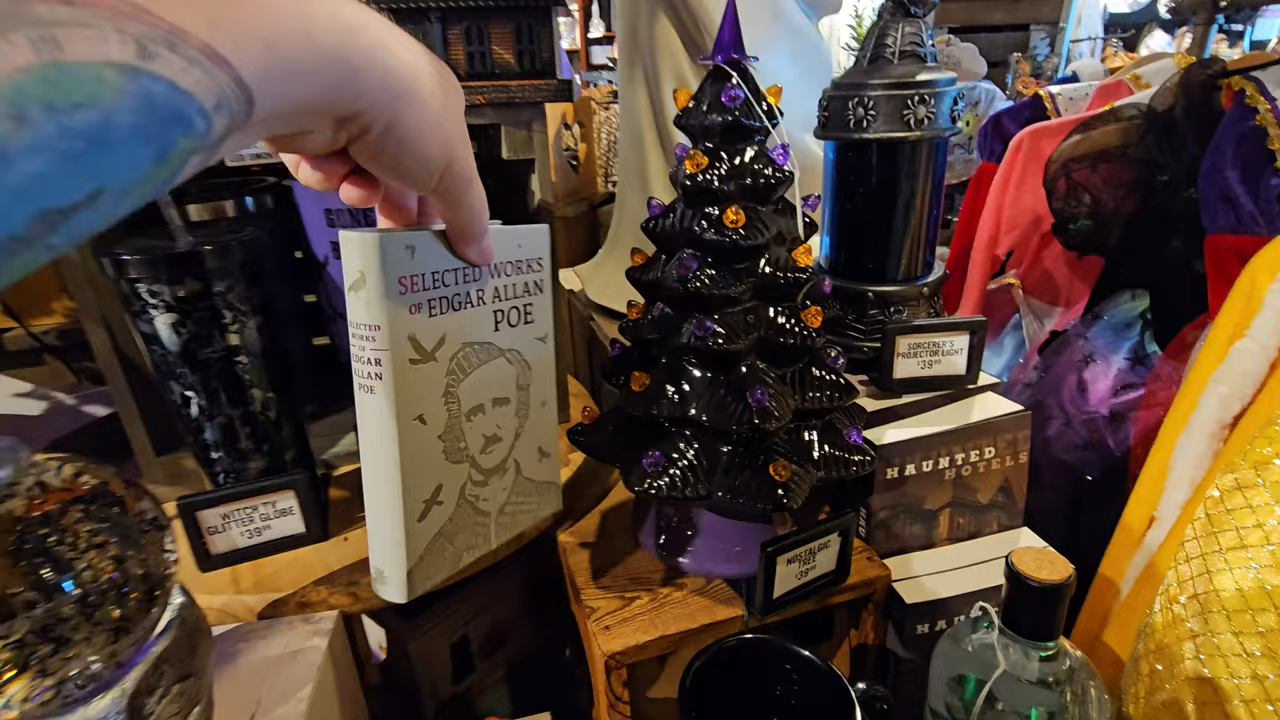 SELECTED WORKS
OF EDGAR ALLAN
POE
SELECTED
WORKS
OF
EDGAR
ALLAN
POE
WITCH TV
GLITTER GLOBE
$39.99
NOSTALGIC
TREE
$39.99
SORCERER'S
PROJECTOR LIGHT
$39.99
HAUNTED
HOTELS